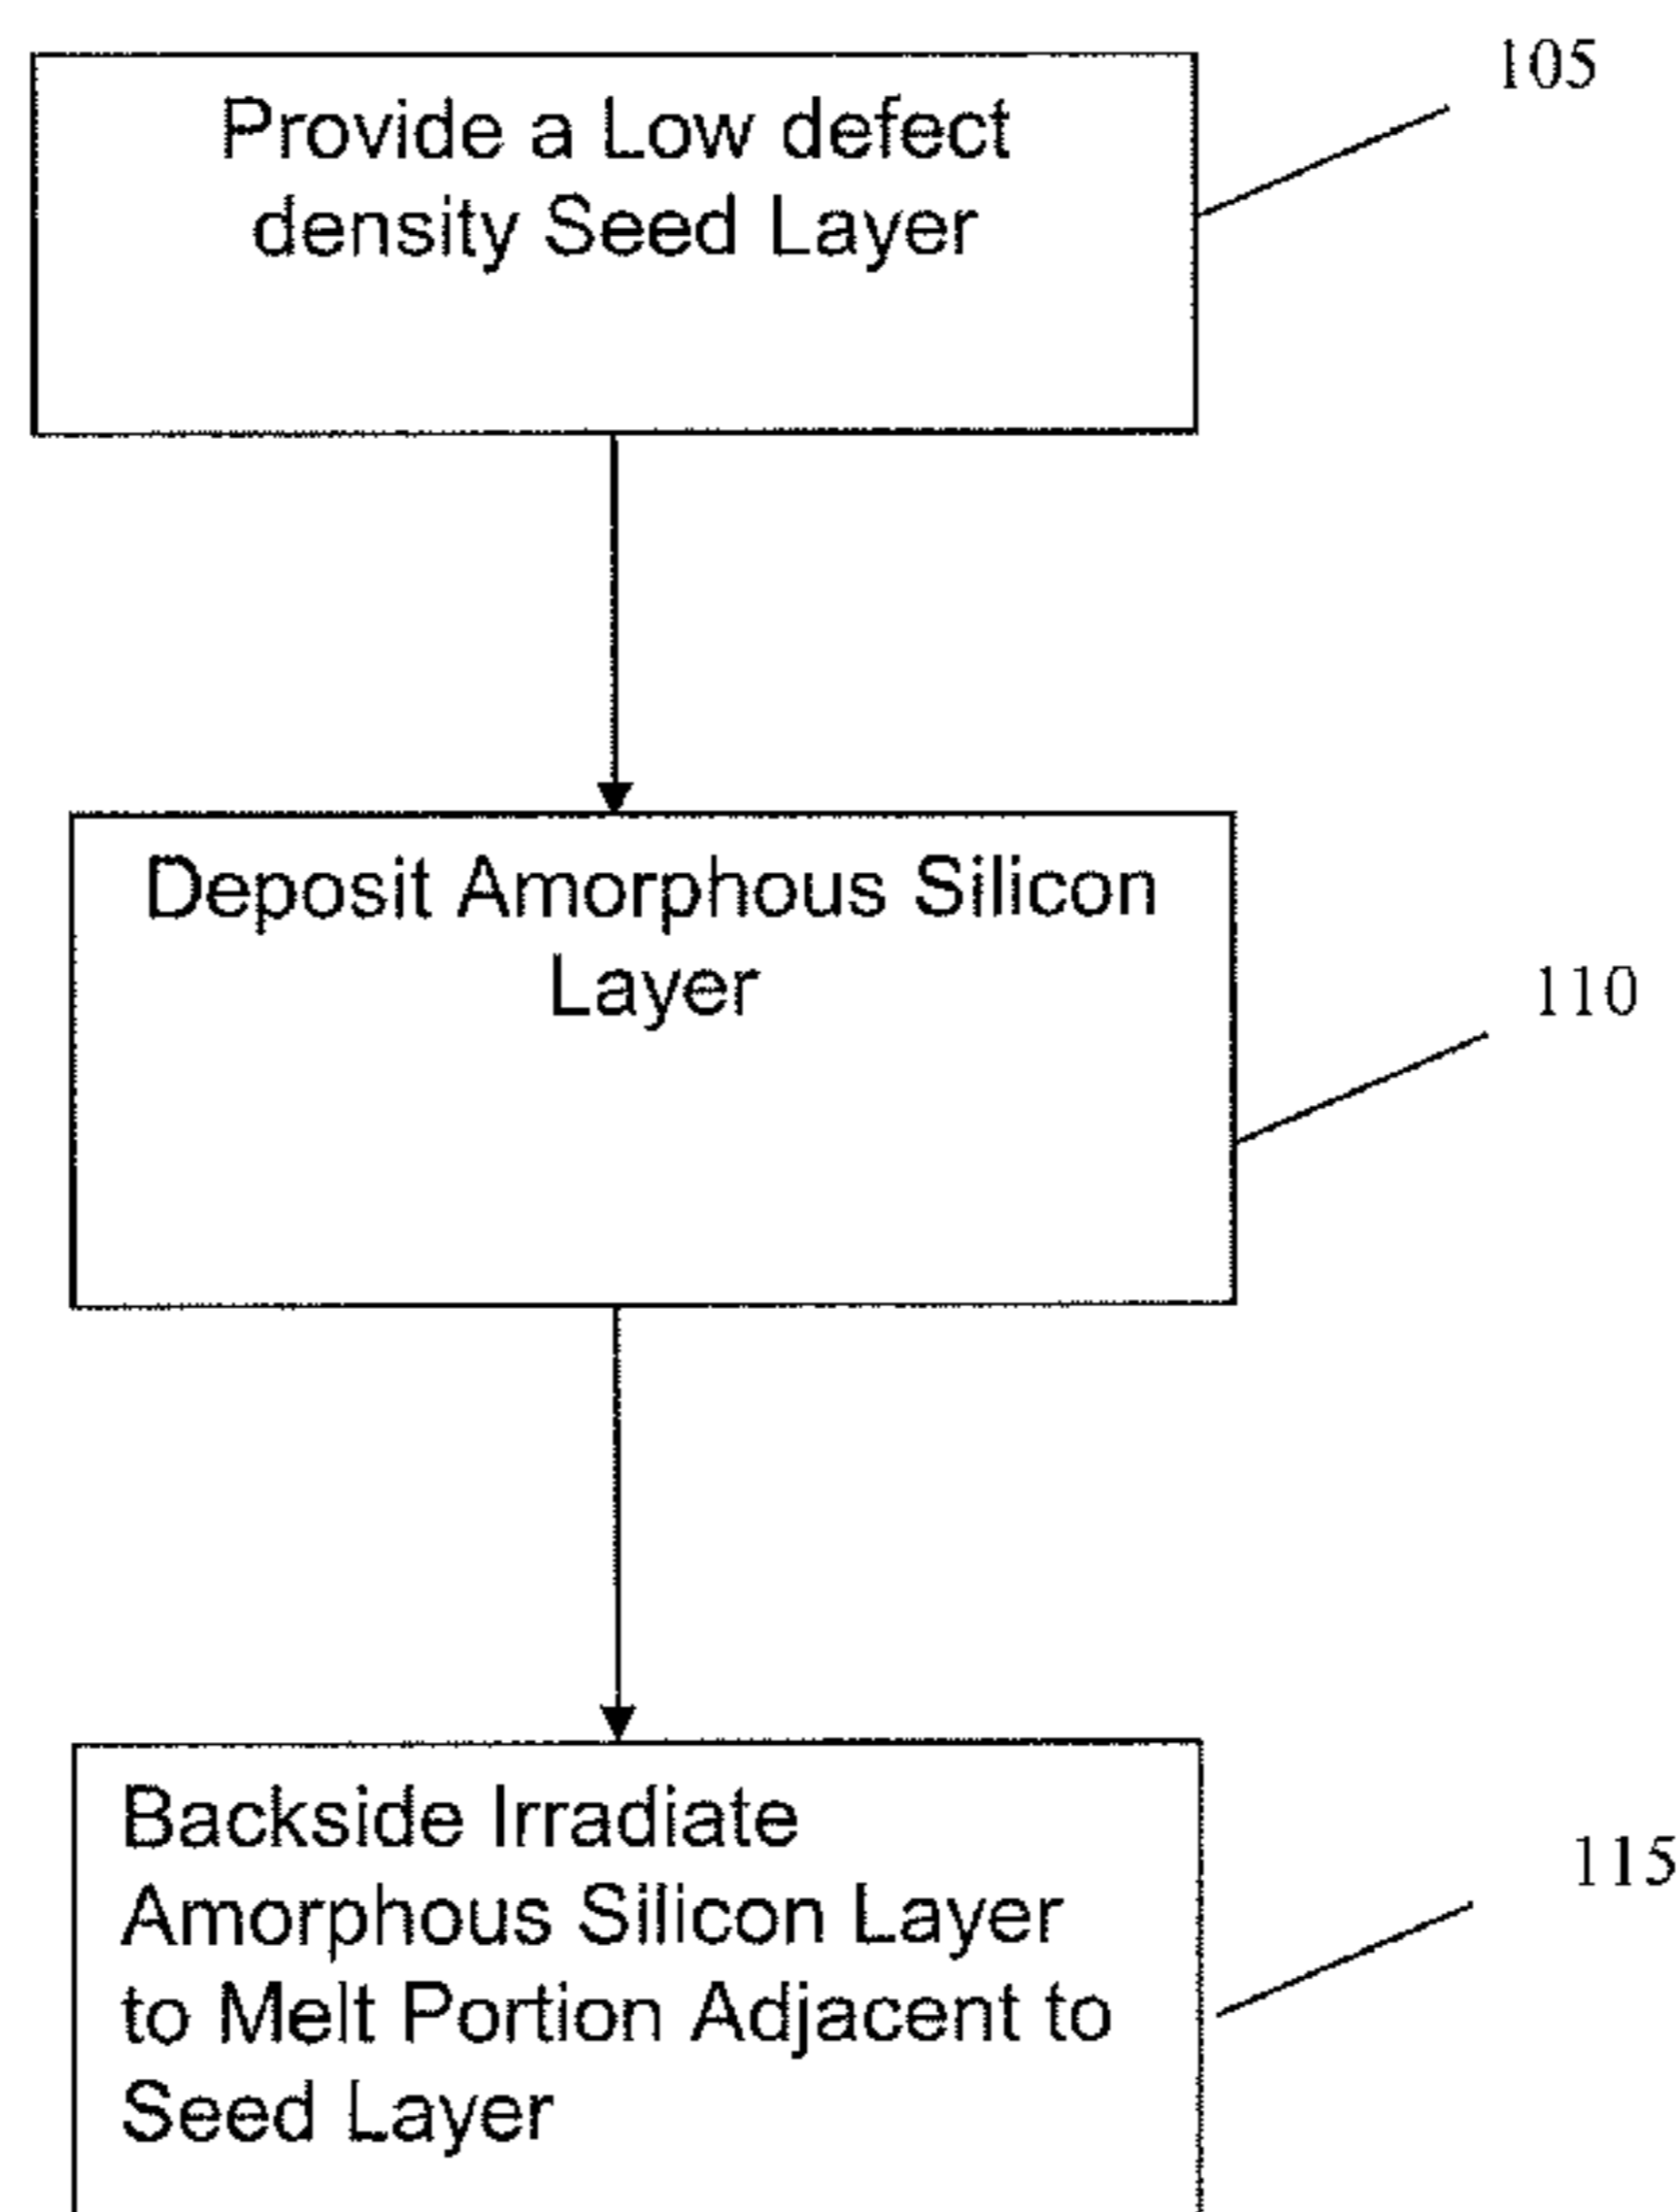 105
Provide a Low defect
density Seed Layer
Deposit Amorphous Silicon
Layer
110
Backside Irradiate
115
Amorphous Silicon Layer
to Melt Portion Adjacent to
Seed Layer